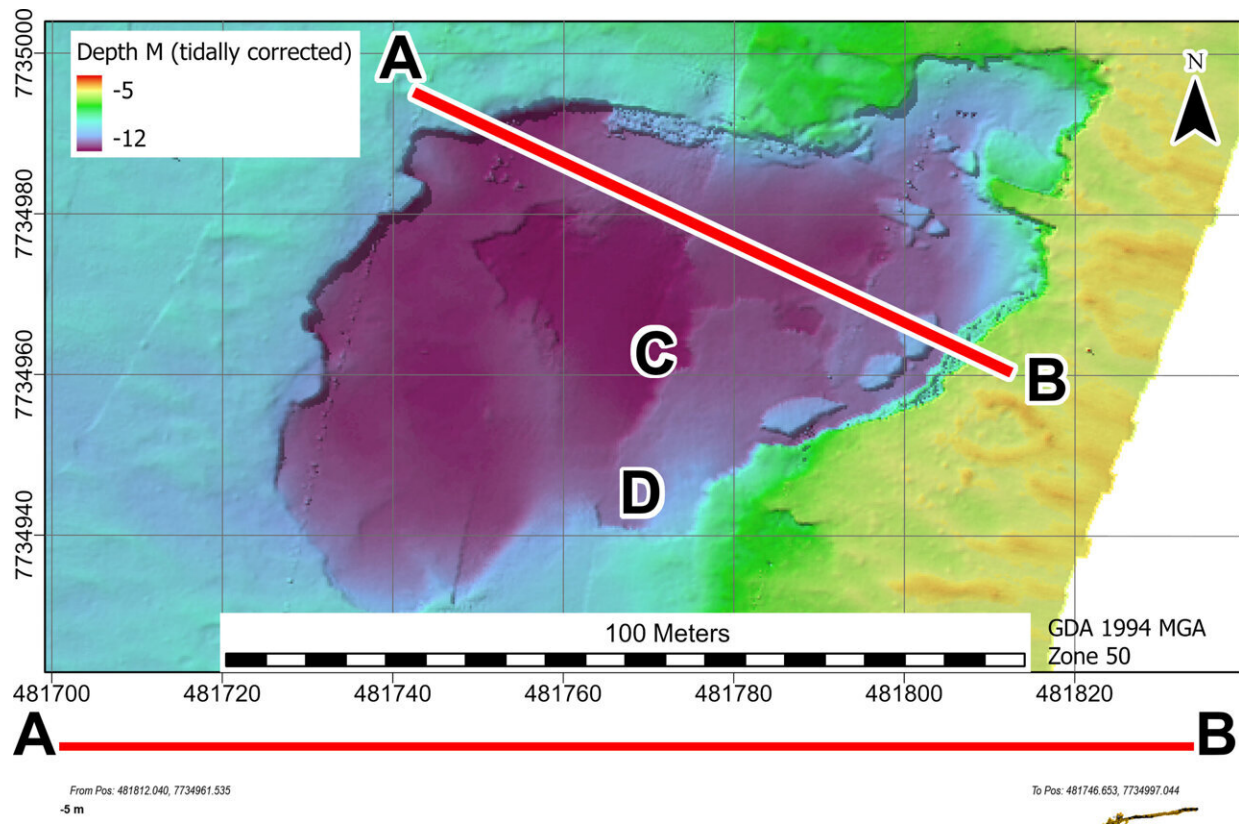 Depth M (tidally corrected)
-5
-12
N
A
B
C
D
7735000
7734980
7734960
7734940
100 Meters
GDA 1994 MGA
Zone 50
481700 481720 481740 481760 481780 481800 481820
A B
From Pos: 481812.040, 7734961.535 To Pos: 481746.653, 7734997.044
-5 m